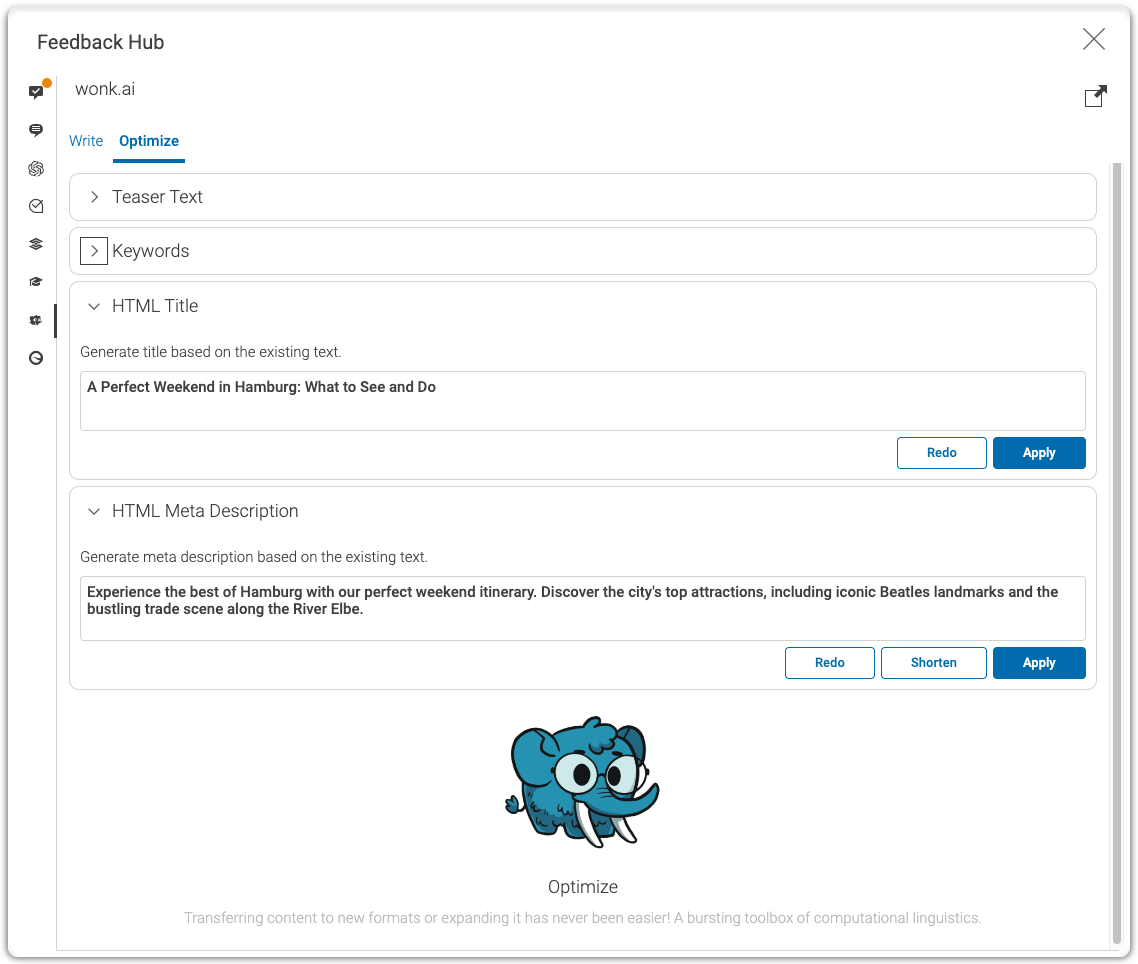 Feedback Hub
wonk.ai
Write Optimize
Teaser Text
Keywords
HTML Title
Generate title based on the existing text.
A Perfect Weekend in Hamburg: What to See and Do
Redo Apply
HTML Meta Description
Generate meta description based on the existing text.
Experience the best of Hamburg with our perfect weekend itinerary. Discover the city's top attractions, including iconic Beatles landmarks and the
bustling trade scene along the River Elbe.
Redo Shorten Apply
Optimize
Transferring content to new formats or expanding it has never been easier! A bursting toolbox of computational linguistics.